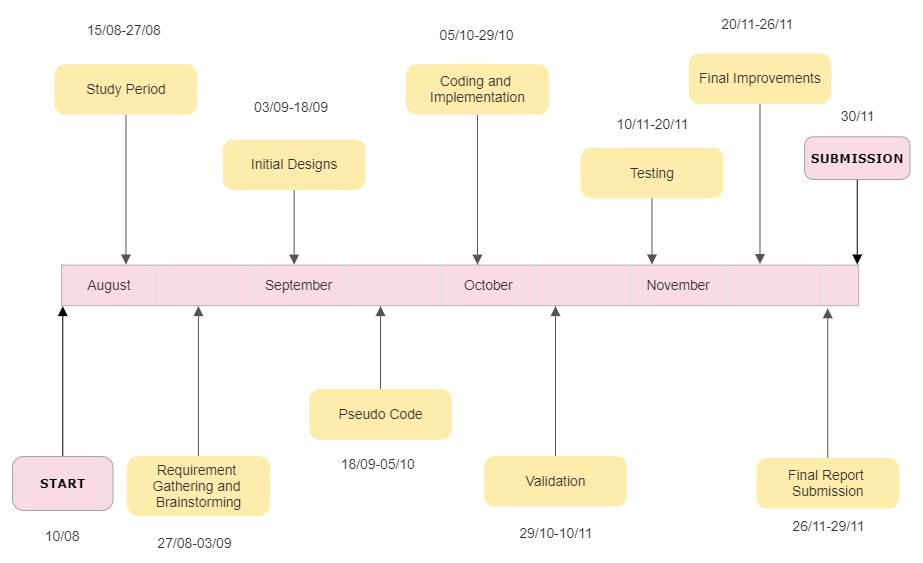 15/08-27/08
Study Period
03/09-18/09
Initial Designs
05/10-29/10
Coding and
Implementation
10/11-20/11
Testing
20/11-26/11
Final Improvements
30/11
SUBMISSION
August
September
October
November
START
10/08
Requirement
Gathering and
Brainstorming
27/08-03/09
Pseudo Code
18/09-05/10
Validation
29/10-10/11
Final Report
Submission
26/11-29/11